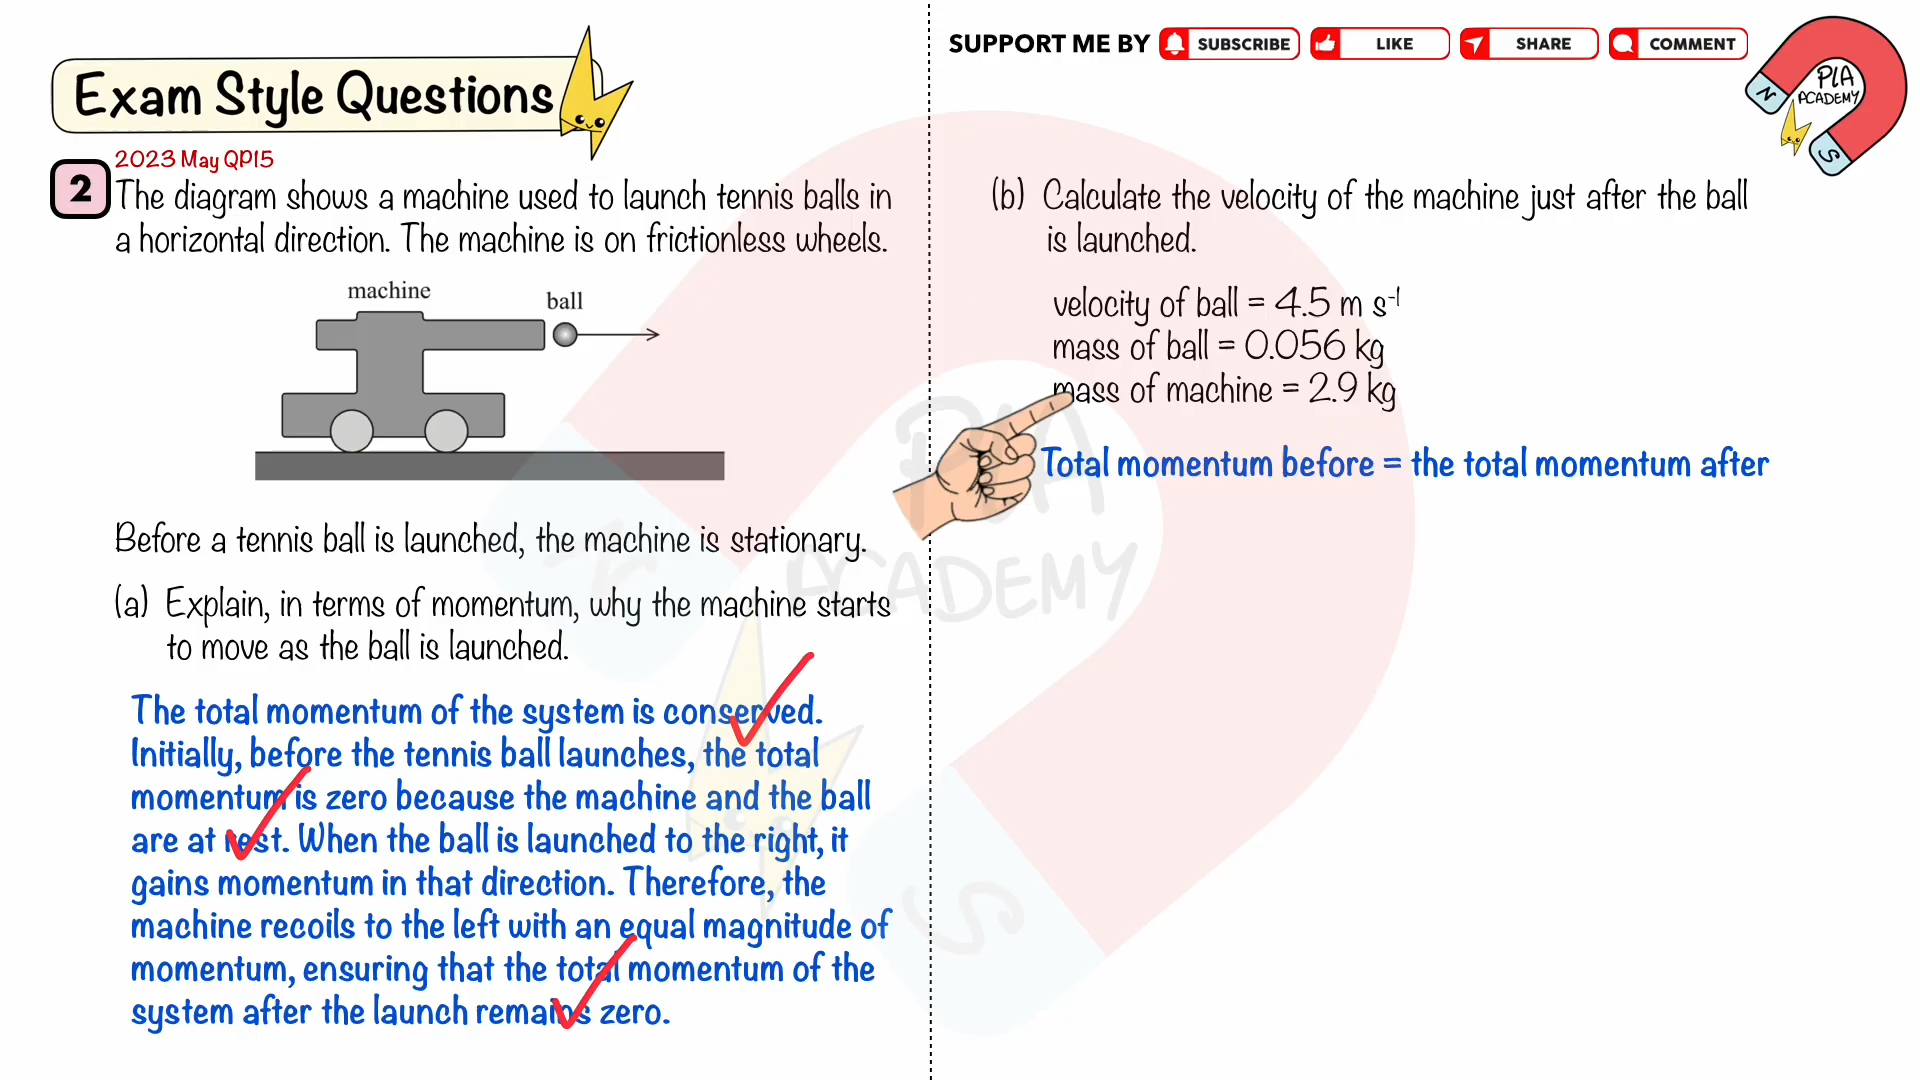 SUPPORT ME BY SUBSCRIBE LIKE SHARE COMMENT
PLA
ACADEMY
N
S
Exam Style Questions
2023 May QP15
2 The diagram shows a machine used to launch tennis balls in
a horizontal direction. The machine is on frictionless wheels.
machine
ball
Before a tennis ball is launched, the machine is stationary.
(a) Explain, in terms of momentum, why the machine starts
to move as the ball is launched.
The total momentum of the system is conserved.
Initially, before the tennis ball launches, the total
momentum is zero because the machine and the ball
are at rest. When the ball is launched to the right, it
gains momentum in that direction. Therefore, the
machine recoils to the left with an equal magnitude of
momentum, ensuring that the total momentum of the
system after the launch remains zero.
(b) Calculate the velocity of the machine just after the ball
is launched.
velocity of ball = 4.5 m s⁻¹
mass of ball = 0.056 kg
mass of machine = 2.9 kg
Total momentum before = the total momentum after
PLA
ACADEMY
N
S